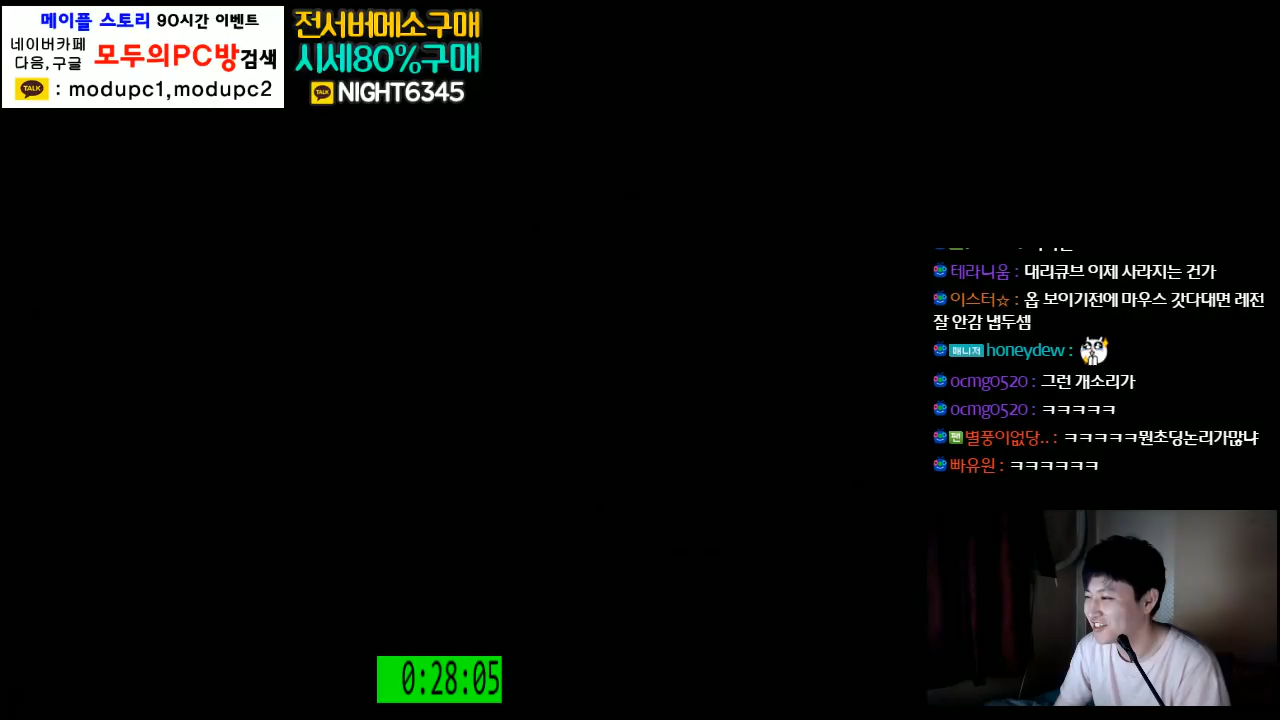 메이플 스토리 90시간 이벤트
네이버카페
다음,구글 모두의PC방검색
TALK : modupc1,modupc2
전서버메소구매
시세80%구매
TALK NIGHT6345
테라니움 : 대리큐브 이제 사라지는 건가
이스터☆ : 옵 보이기전에 마우스 갓다대면 레전
잘 안감 냅두셈
매니저 honeydew :
ocmg0520 : 그런 개소리가
ocmg0520 : ㅋㅋㅋㅋㅋ
팬 별풍이없당.. : ㅋㅋㅋㅋㅋ뭔초딩논리가많냐
빠유원 : ㅋㅋㅋㅋㅋㅋ
0:28:05